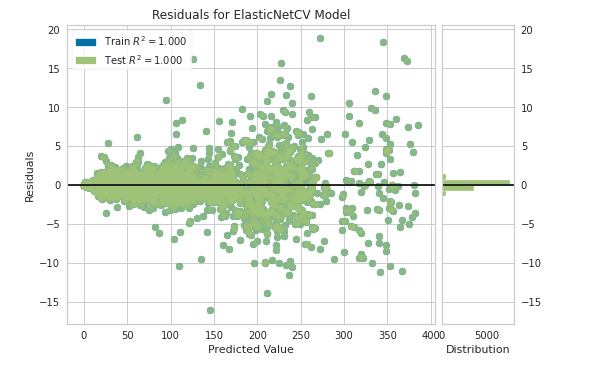 Residuals for ElasticNetCV Model
Train R² = 1.000
Test R² = 1.000
Residuals
20
15
10
5
0
−5
−10
−15
0 50 100 150 200 250 300 350 400
Predicted Value
0 5000
Distribution
20
15
10
5
0
−5
−10
−15